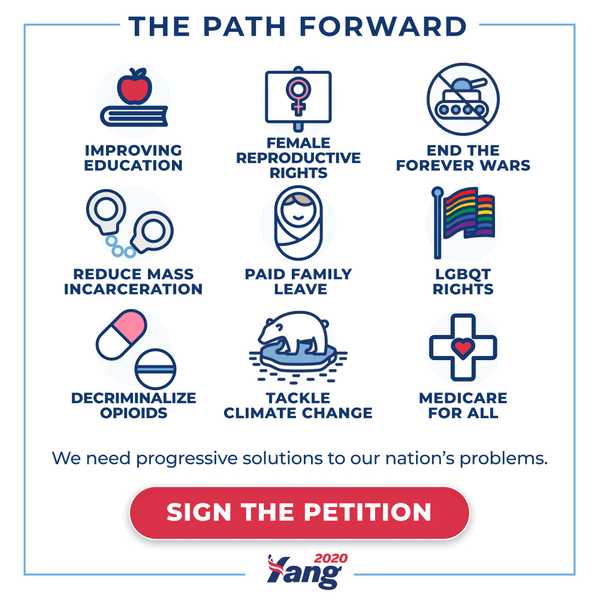 THE PATH FORWARD
IMPROVING
EDUCATION
FEMALE
REPRODUCTIVE
RIGHTS
END THE
FOREVER WARS
REDUCE MASS
INCARCERATION
PAID FAMILY
LEAVE
LGBQT
RIGHTS
DECRIMINALIZE
OPIOIDS
TACKLE
CLIMATE CHANGE
MEDICARE
FOR ALL
We need progressive solutions to our nation's problems.
SIGN THE PETITION
2020
Yang